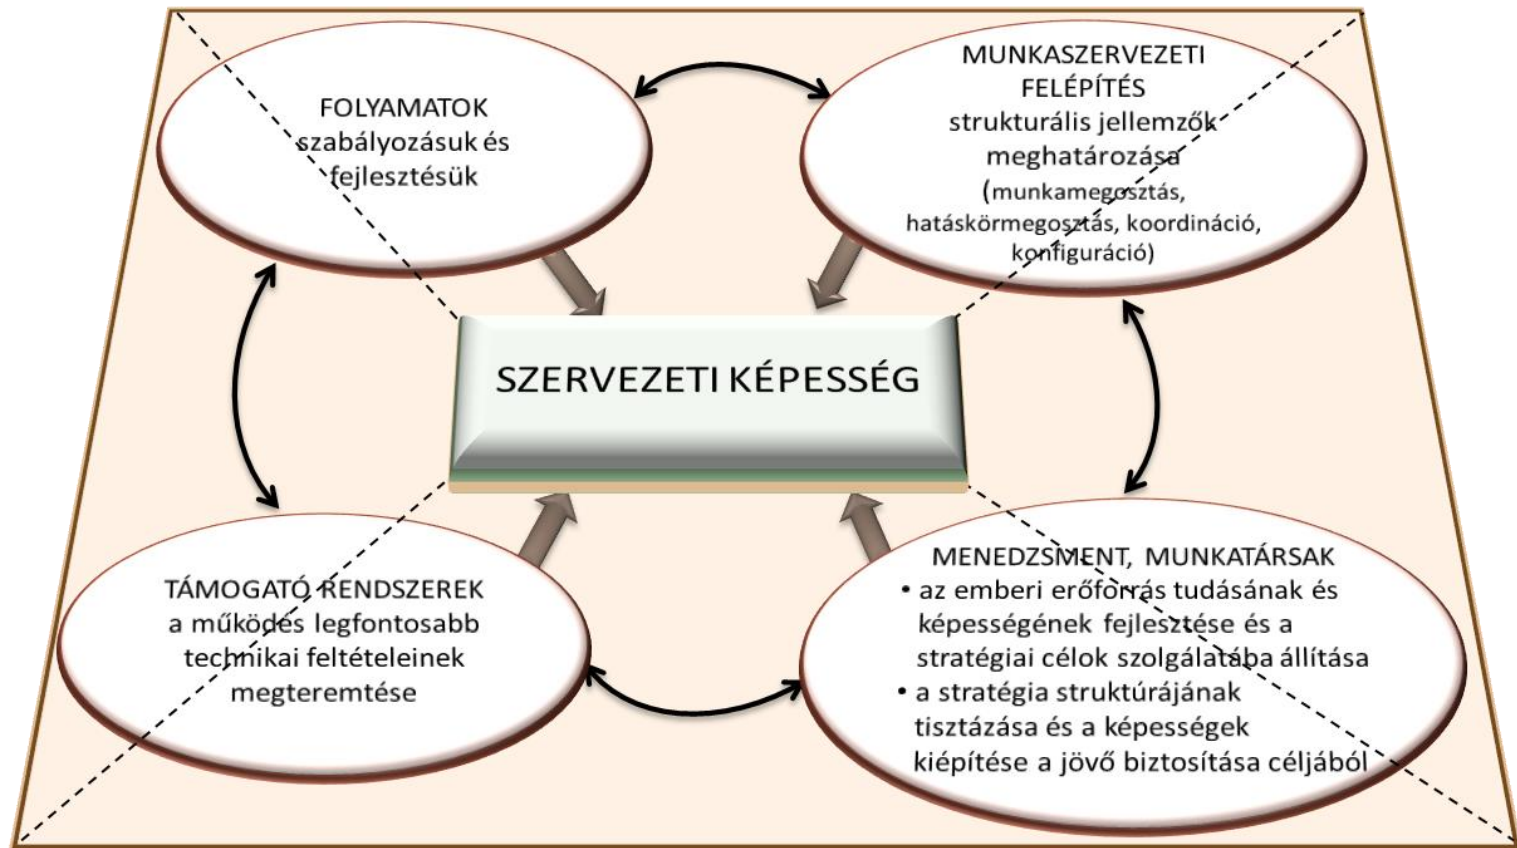 FOLYAMATOK
szabályozásuk és
fejlesztésük
MUNKASZERVEZETI
FELÉPÍTÉS
strukturális jellemzők
meghatározása
(munkamegosztás,
hatáskörmegosztás, koordináció,
konfiguráció)
SZERVEZETI KÉPESSÉG
TÁMOGATÓ RENDSZEREK
a működés legfontosabb
technikai feltételeinek
megteremtése
MENEDZSMENT, MUNKATÁRSAK
• az emberi erőforrás tudásának és
képességének fejlesztése és a
stratégiai célok szolgálatába állítása
• a stratégia struktúrájának
tisztázása és a képességek
kiépítése a jövő biztosítása céljából